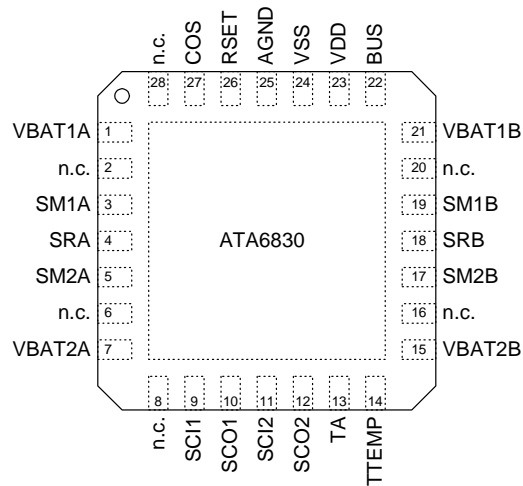 n.c. COS RSET AGND VSS VDD BUS
28 27 26 25 24 23 22
VBAT1A 1 21 VBAT1B
n.c. 2 20 n.c.
SM1A 3 19 SM1B
SRA 4 ATA6830 18 SRB
SM2A 5 17 SM2B
n.c. 6 16 n.c.
VBAT2A 7 15 VBAT2B
8 9 10 11 12 13 14
n.c. SCI1 SCO1 SCI2 SCO2 TA TTEMP